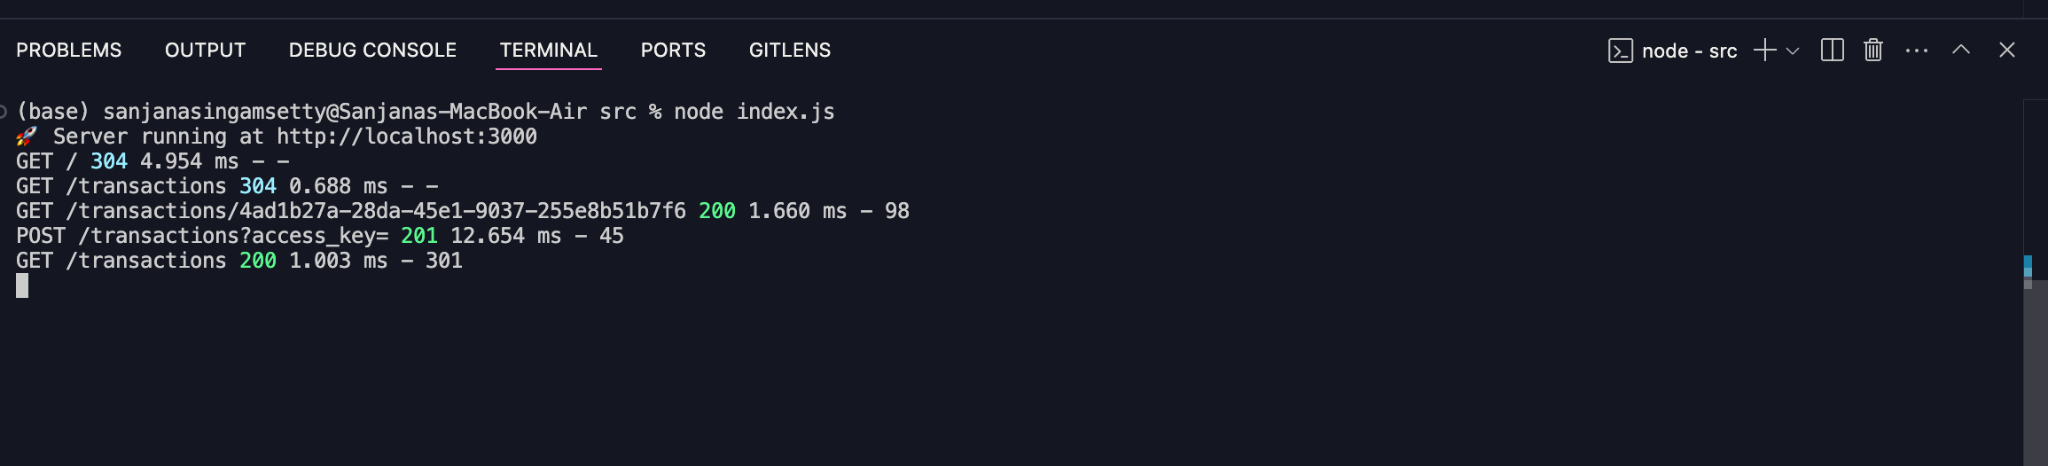 PROBLEMS OUTPUT DEBUG CONSOLE TERMINAL PORTS GITLENS node - src
(base) sanjanasingamsetty@Sanjanas-MacBook-Air src % node index.js
🚀 Server running at http://localhost:3000
GET / 304 4.954 ms - -
GET /transactions 304 0.688 ms - -
GET /transactions/4ad1b27a-28da-45e1-9037-255e8b51b7f6 200 1.660 ms - 98
POST /transactions?access_key= 201 12.654 ms - 45
GET /transactions 200 1.003 ms - 301